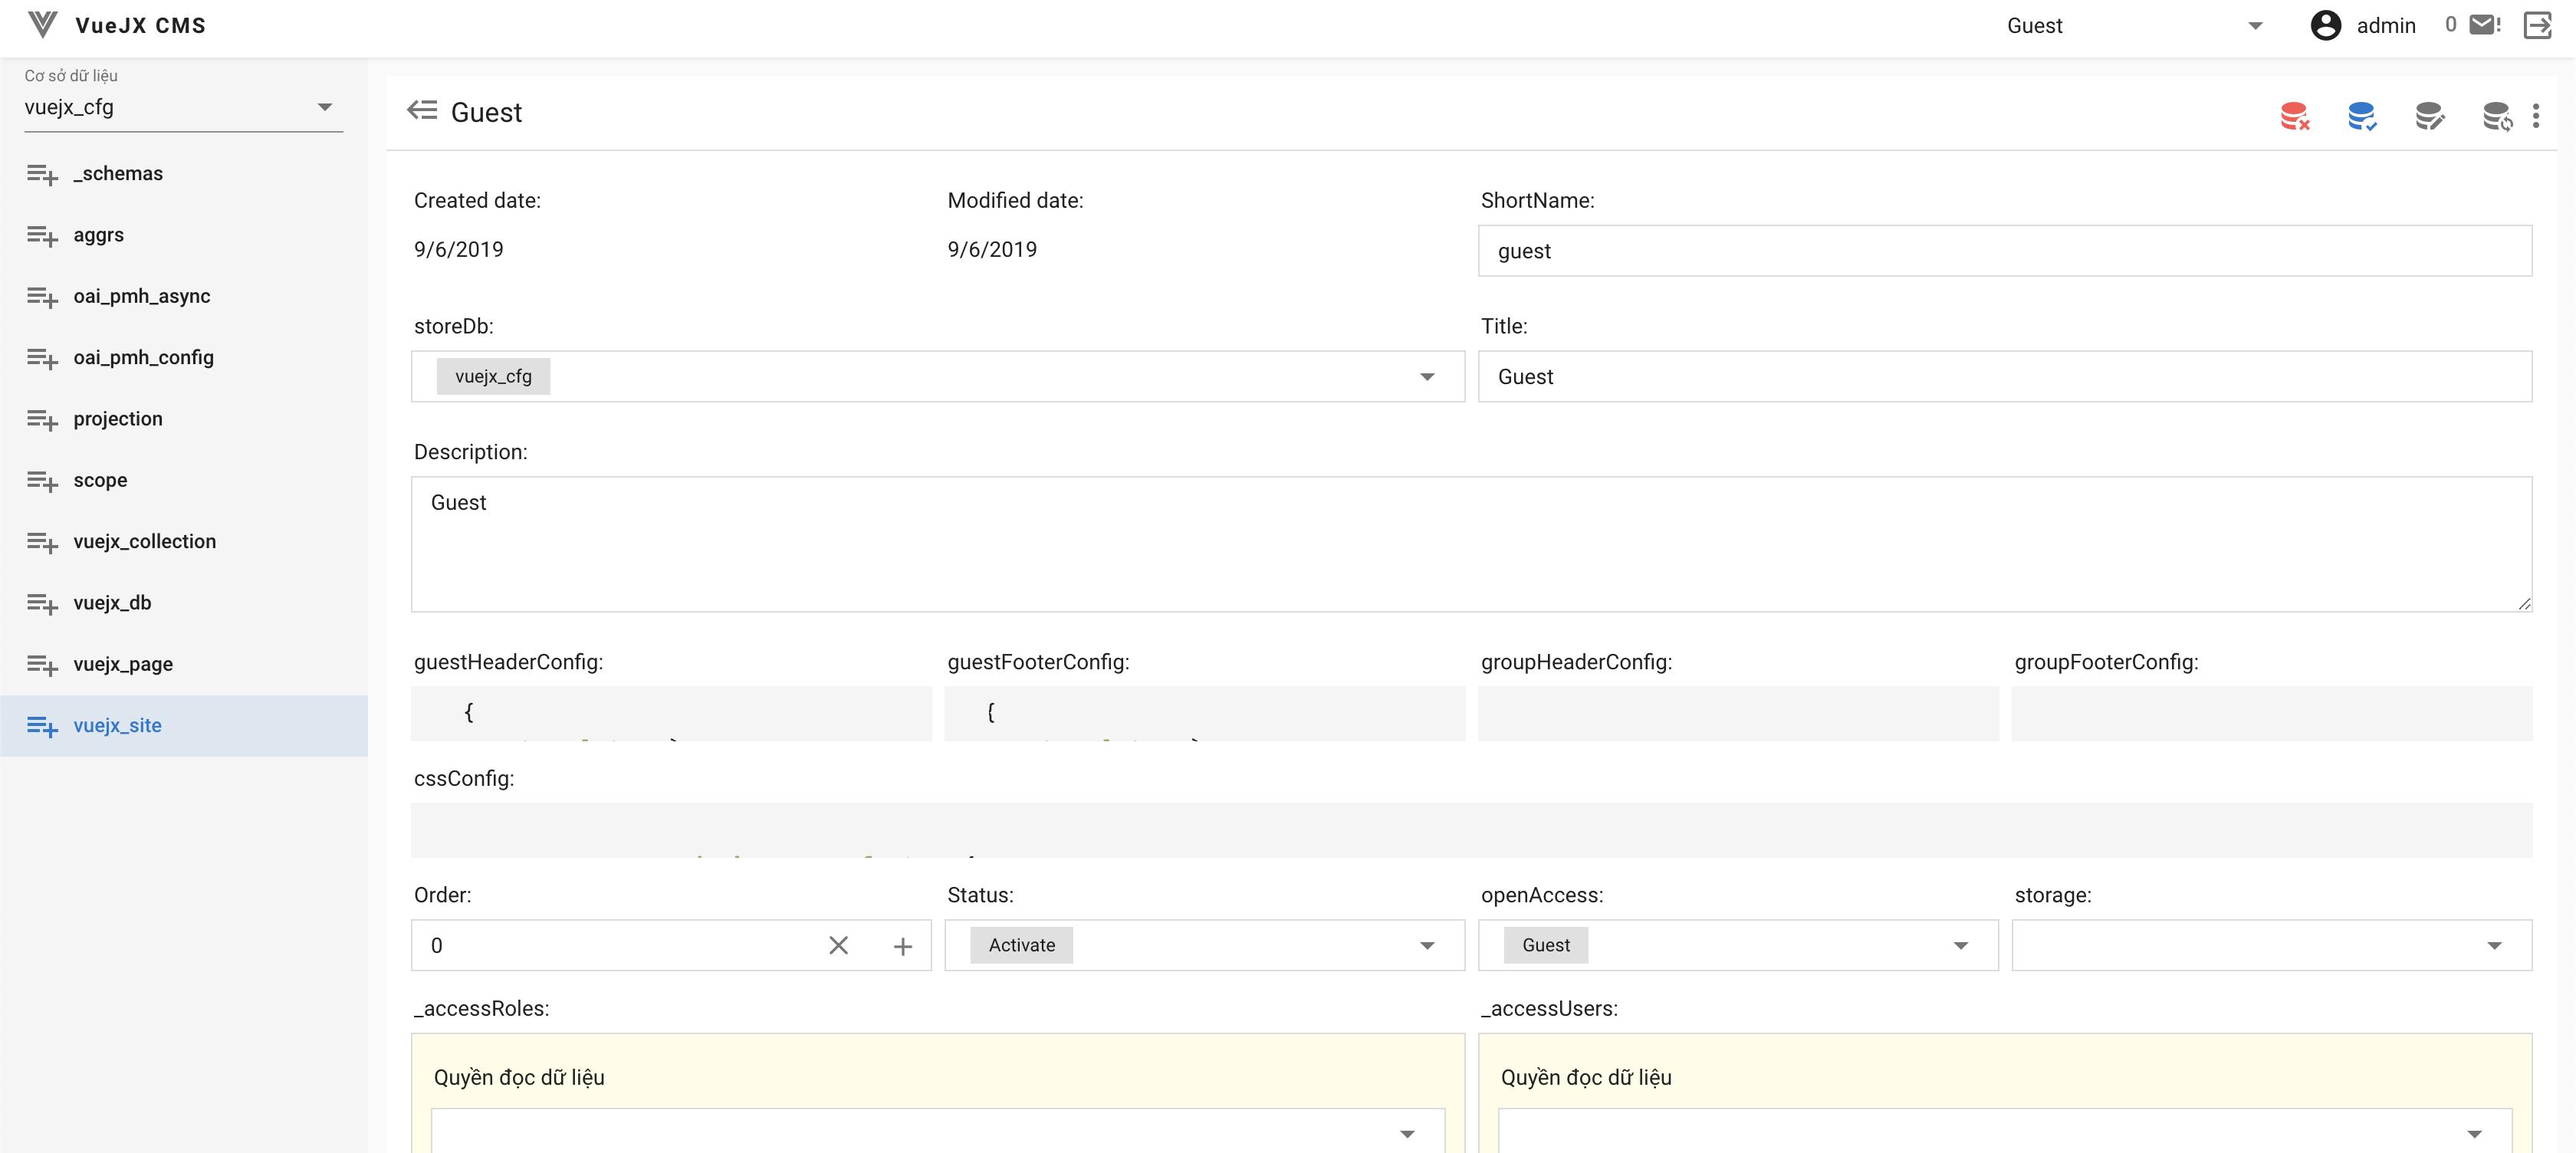 VueJX CMS
Guest
admin
0
Cơ sở dữ liệu
vuejx_cfg
_schemas
aggrs
oai_pmh_async
oai_pmh_config
projection
scope
vuejx_collection
vuejx_db
vuejx_page
vuejx_site
Guest
Created date:
Modified date:
ShortName:
9/6/2019
9/6/2019
guest
storeDb:
Title:
vuejx_cfg
Guest
Description:
Guest
guestHeaderConfig:
guestFooterConfig:
groupHeaderConfig:
groupFooterConfig:
{
{
cssConfig:
Order:
Status:
openAccess:
storage:
0
Activate
Guest
_accessRoles:
_accessUsers:
Quyền đọc dữ liệu
Quyền đọc dữ liệu